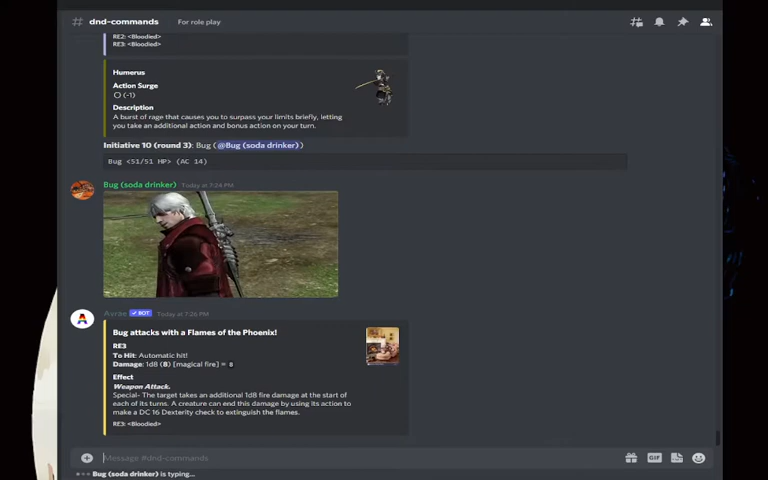 dnd-commands For role play
RE2: <Bloodied>
RE3: <Bloodied>
Humerus
Action Surge
(-1)
Description
A burst of rage that causes you to surpass your limits briefly, letting
you take an additional action and bonus action on your turn.
Initiative 10 (round 3): Bug (@Bug (soda drinker))
Bug <51/51 HP> (AC 14)
Bug (soda drinker) Today at 7:24 PM
Avrae ✓ BOT Today at 7:26 PM
Bug attacks with a Flames of the Phoenix!
RE3
To Hit: Automatic hit!
Damage: 1d8 (8) [magical fire] = 8
Effect
Weapon Attack.
Special- The target takes an additional 1d8 fire damage at the start of
each of its turns. A creature can end this damage by using its action to
make a DC 16 Dexterity check to extinguish the flames.
RE3: <Bloodied>
Message #dnd-commands
GIF
Bug (soda drinker) is typing...